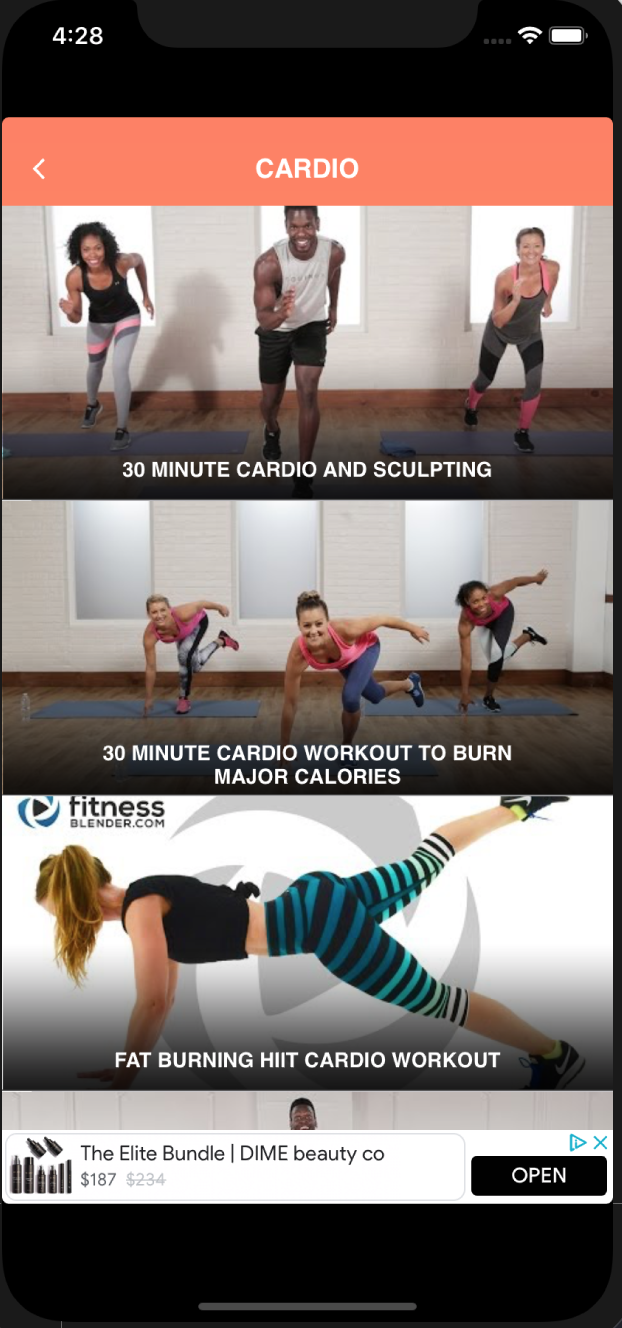 4:28
CARDIO
30 MINUTE CARDIO AND SCULPTING
30 MINUTE CARDIO WORKOUT TO BURN
MAJOR CALORIES
fitness
BLENDER.COM
FAT BURNING HIIT CARDIO WORKOUT
The Elite Bundle | DIME beauty co
$187 $234
OPEN